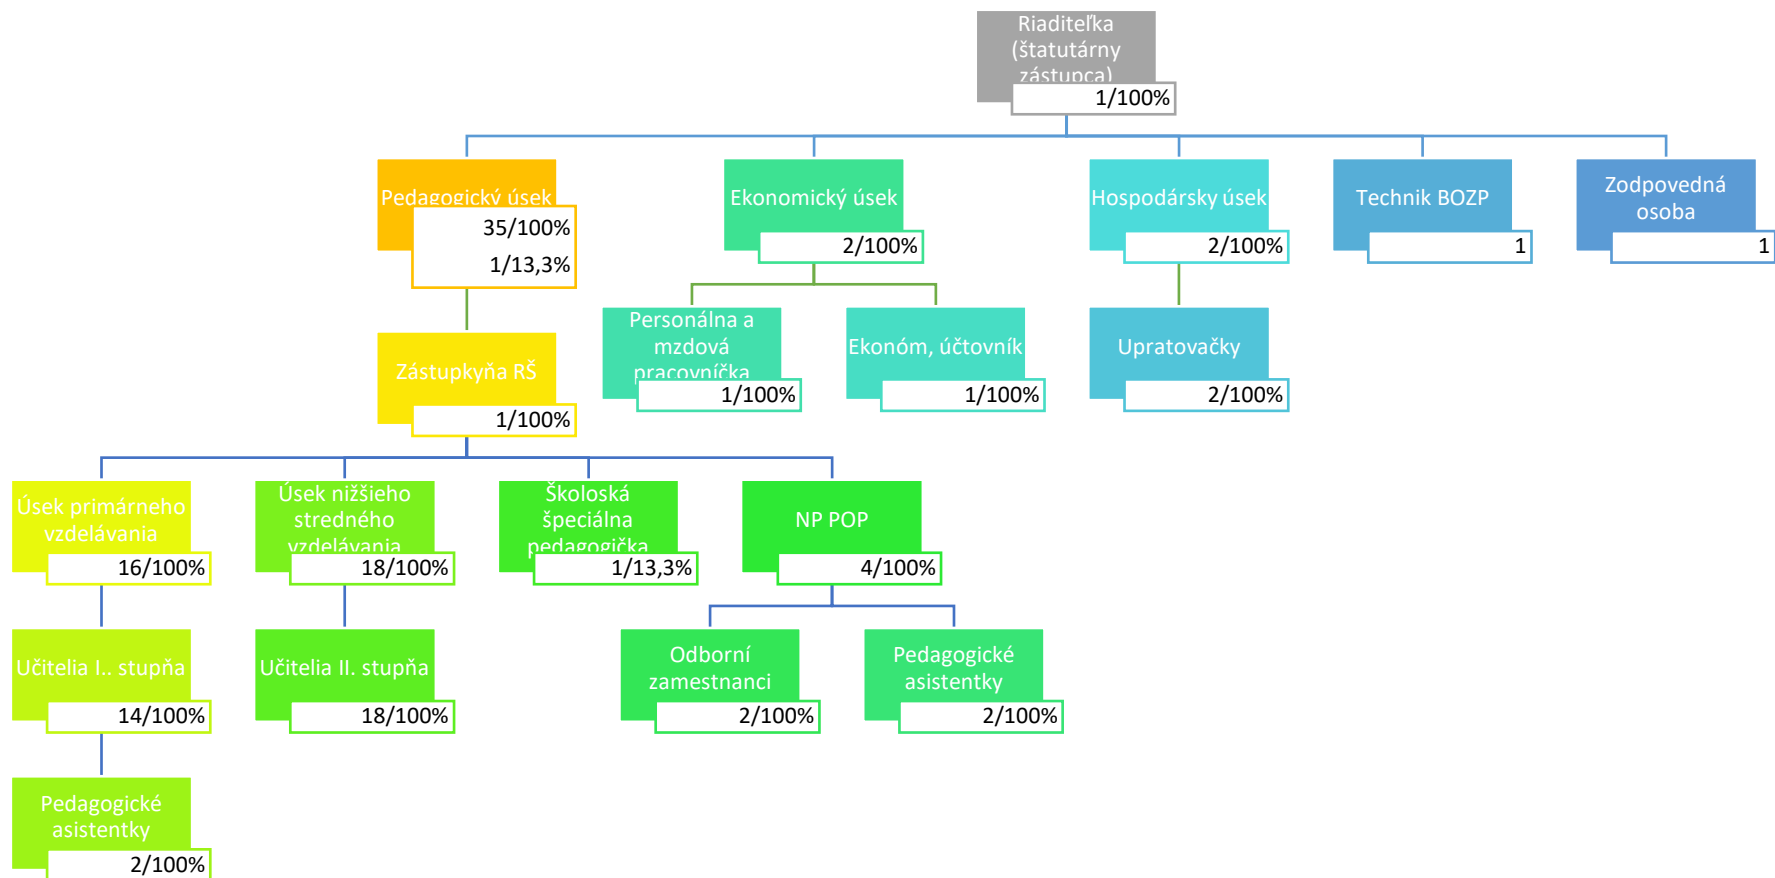 Riaditeľka
(štatutárny
zástupca)
1/100%
Pedagogický úsek
35/100%
1/13,3%
Ekonomický úsek
2/100%
Hospodársky úsek
2/100%
Technik BOZP
1
Zodpovedná
osoba
1
Zástupkyňa RŠ
1/100%
Personálna a
mzdová
pracovníčka
1/100%
Ekonóm, účtovník
1/100%
Upratovačky
2/100%
Úsek primárneho
vzdelávania
16/100%
Úsek nižšieho
stredného
vzdelávania
18/100%
Školoská
špeciálna
pedagogička
1/13,3%
NP POP
4/100%
Učitelia I.. stupňa
14/100%
Učitelia II. stupňa
18/100%
Odborní
zamestnanci
2/100%
Pedagogické
asistentky
2/100%
Pedagogické
asistentky
2/100%